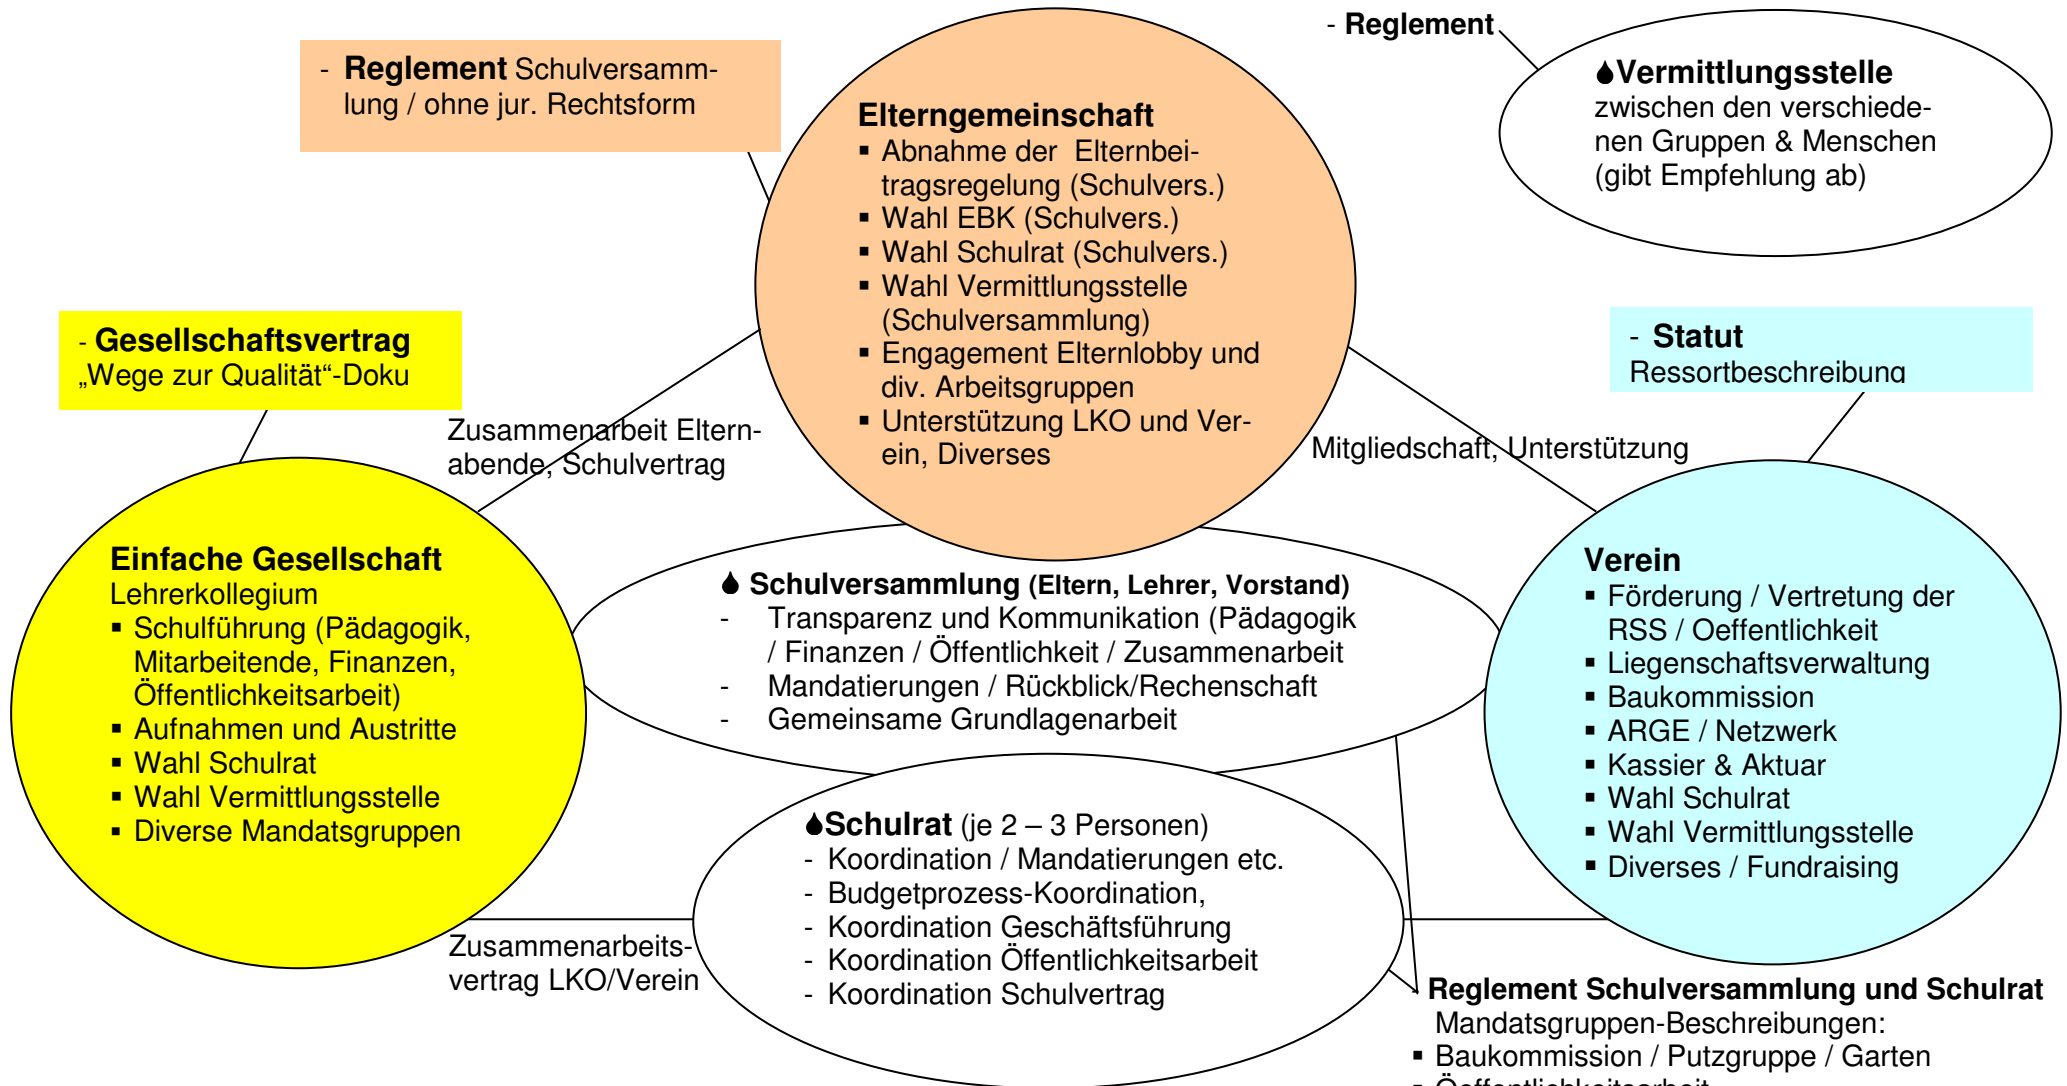 - Reglement
- Reglement Schulversamm-
lung / ohne jur. Rechtsform
Elterngemeinschaft
▪ Abnahme der Elternbei-
tragsregelung (Schulvers.)
▪ Wahl EBK (Schulvers.)
▪ Wahl Schulrat (Schulvers.)
▪ Wahl Vermittlungsstelle
(Schulversammlung)
▪ Engagement Elternlobby und
div. Arbeitsgruppen
▪ Unterstützung LKO und Ver-
ein, Diverses
Vermittlungsstelle
zwischen den verschiede-
nen Gruppen & Menschen
(gibt Empfehlung ab)
- Gesellschaftsvertrag
„Wege zur Qualität“-Doku
- Statut
Ressortbeschreibung
Zusammenarbeit Eltern-
abende, Schulvertrag
Mitgliedschaft, Unterstützung
Einfache Gesellschaft
Lehrerkollegium
▪ Schulführung (Pädagogik,
Mitarbeitende, Finanzen,
Öffentlichkeitsarbeit)
▪ Aufnahmen und Austritte
▪ Wahl Schulrat
▪ Wahl Vermittlungsstelle
▪ Diverse Mandatsgruppen
Schulversammlung (Eltern, Lehrer, Vorstand)
- Transparenz und Kommunikation (Pädagogik
/ Finanzen / Öffentlichkeit / Zusammenarbeit
- Mandatierungen / Rückblick/Rechenschaft
- Gemeinsame Grundlagenarbeit
Verein
▪ Förderung / Vertretung der
RSS / Oeffentlichkeit
▪ Liegenschaftsverwaltung
▪ Baukommission
▪ ARGE / Netzwerk
▪ Kassier & Aktuar
▪ Wahl Schulrat
▪ Wahl Vermittlungsstelle
▪ Diverses / Fundraising
Schulrat (je 2 – 3 Personen)
- Koordination / Mandatierungen etc.
- Budgetprozess-Koordination,
- Koordination Geschäftsführung
- Koordination Öffentlichkeitsarbeit
- Koordination Schulvertrag
Zusammenarbeits-
vertrag LKO/Verein
Reglement Schulversammlung und Schulrat
Mandatsgruppen-Beschreibungen:
▪ Baukommission / Putzgruppe / Garten
▪ Oeffentlichkeitsarbeit